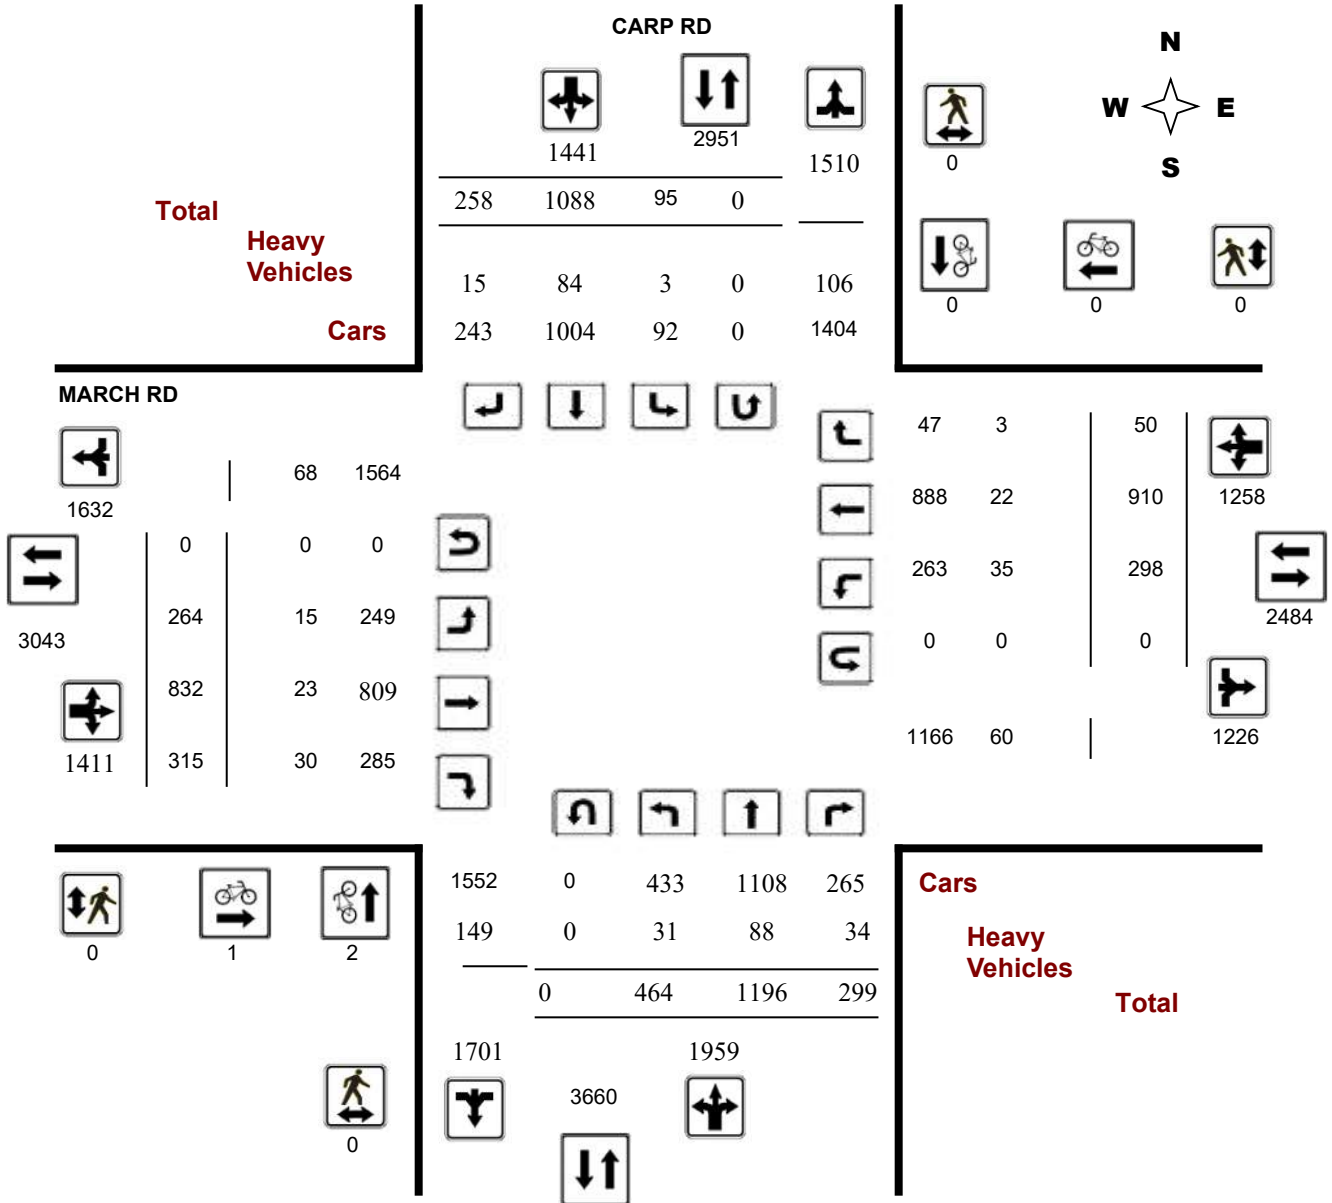 CARP RD
N
W E
S
1441 2951 1510 0
258 1088 95 0
Total
Heavy
Vehicles
15 84 3 0 106
0 0 0
Cars 243 1004 92 0 1404
MARCH RD
47 3 50
68 1564
1632
888 22 910 1258
0 0 0
263 35 298
264 15 249 2484
3043 0 0 0
832 23 809
1166 60 1226
1411 315 30 285
1552 0 433 1108 265 Cars
149 0 31 88 34 Heavy
Vehicles
0 1 2
0 464 1196 299 Total
1701 1959
3660
0